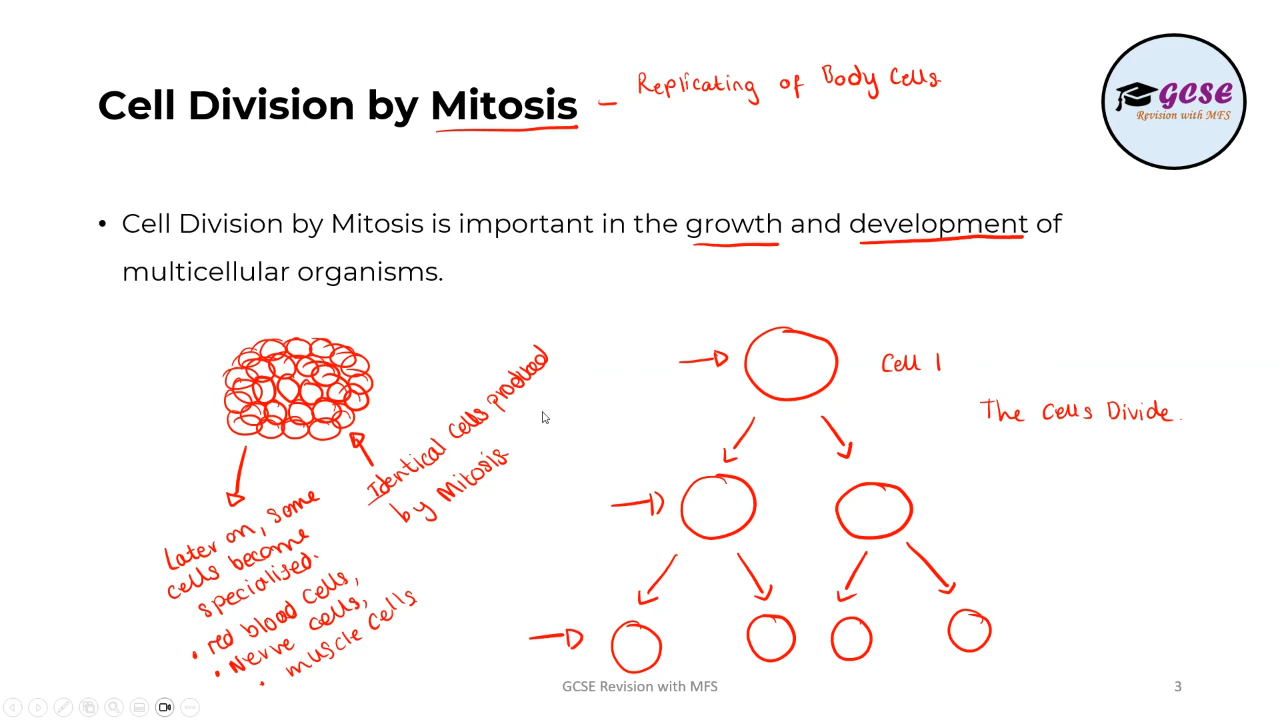 Cell Division by Mitosis - Replicating of Body Cells
GCSE
Revision with MFS
• Cell Division by Mitosis is important in the growth and development of
multicellular organisms.
Identical cells produced
by Mitosis
Later on, some
cells become
specialised.
• red blood cells,
• Nerve cells,
• muscle cells
Cell 1
The Cells Divide.
GCSE Revision with MFS
3